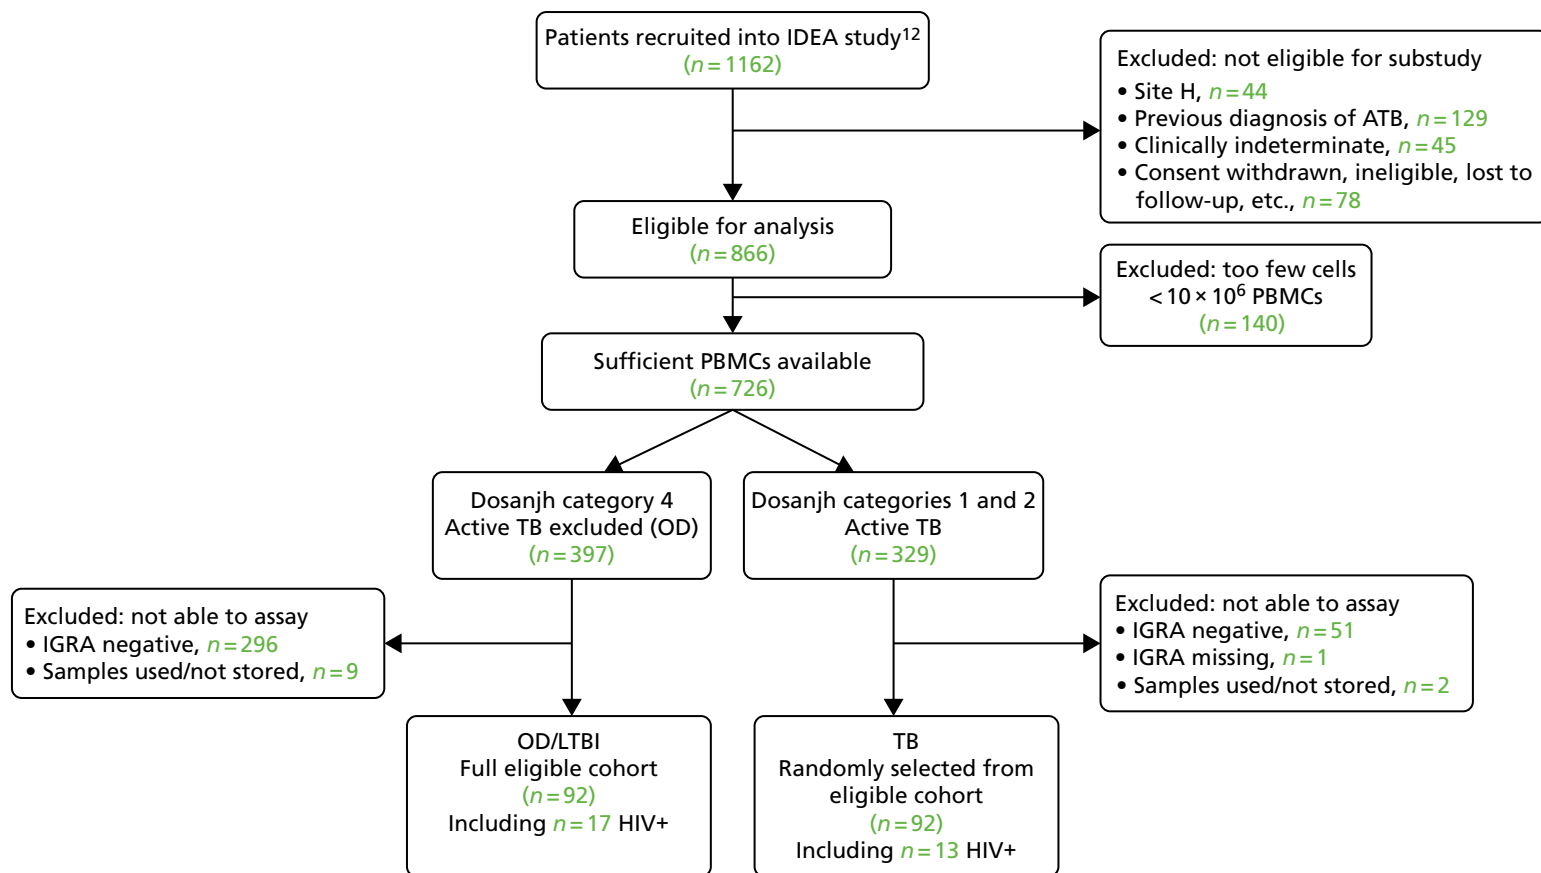 Patients recruited into IDEA study12
(n=1162)
Excluded: not eligible for substudy
• Site H, n=44
• Previous diagnosis of ATB, n=129
• Clinically indeterminate, n=45
• Consent withdrawn, ineligible, lost to
follow-up, etc., n=78
Eligible for analysis
(n=866)
Excluded: too few cells
<10×10⁶ PBMCs
(n=140)
Sufficient PBMCs available
(n=726)
Dosanjh category 4
Active TB excluded (OD)
(n=397)
Dosanjh categories 1 and 2
Active TB
(n=329)
Excluded: not able to assay
• IGRA negative, n=296
• Samples used/not stored, n=9
Excluded: not able to assay
• IGRA negative, n=51
• IGRA missing, n=1
• Samples used/not stored, n=2
OD/LTBI
Full eligible cohort
(n=92)
Including n=17 HIV+
TB
Randomly selected from
eligible cohort
(n=92)
Including n=13 HIV+